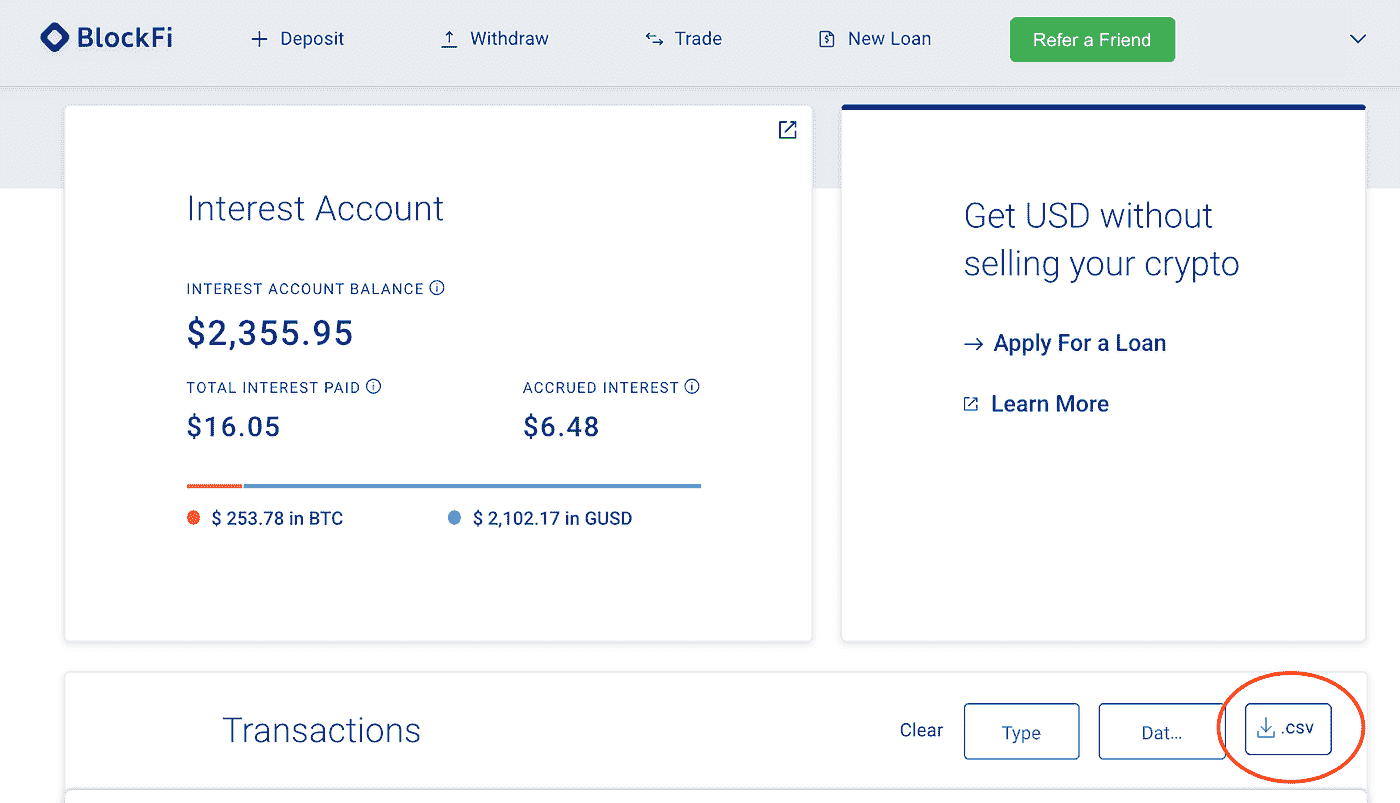 BlockFi
Deposit
Withdraw
Trade
New Loan
Refer a Friend
Interest Account
INTEREST ACCOUNT BALANCE
$2,355.95
TOTAL INTEREST PAID
ACCRUED INTEREST
$16.05
$6.48
$ 253.78 in BTC
$ 2,102.17 in GUSD
Get USD without
selling your crypto
Apply For a Loan
Learn More
Transactions
Clear
Type
Dat...
.csv